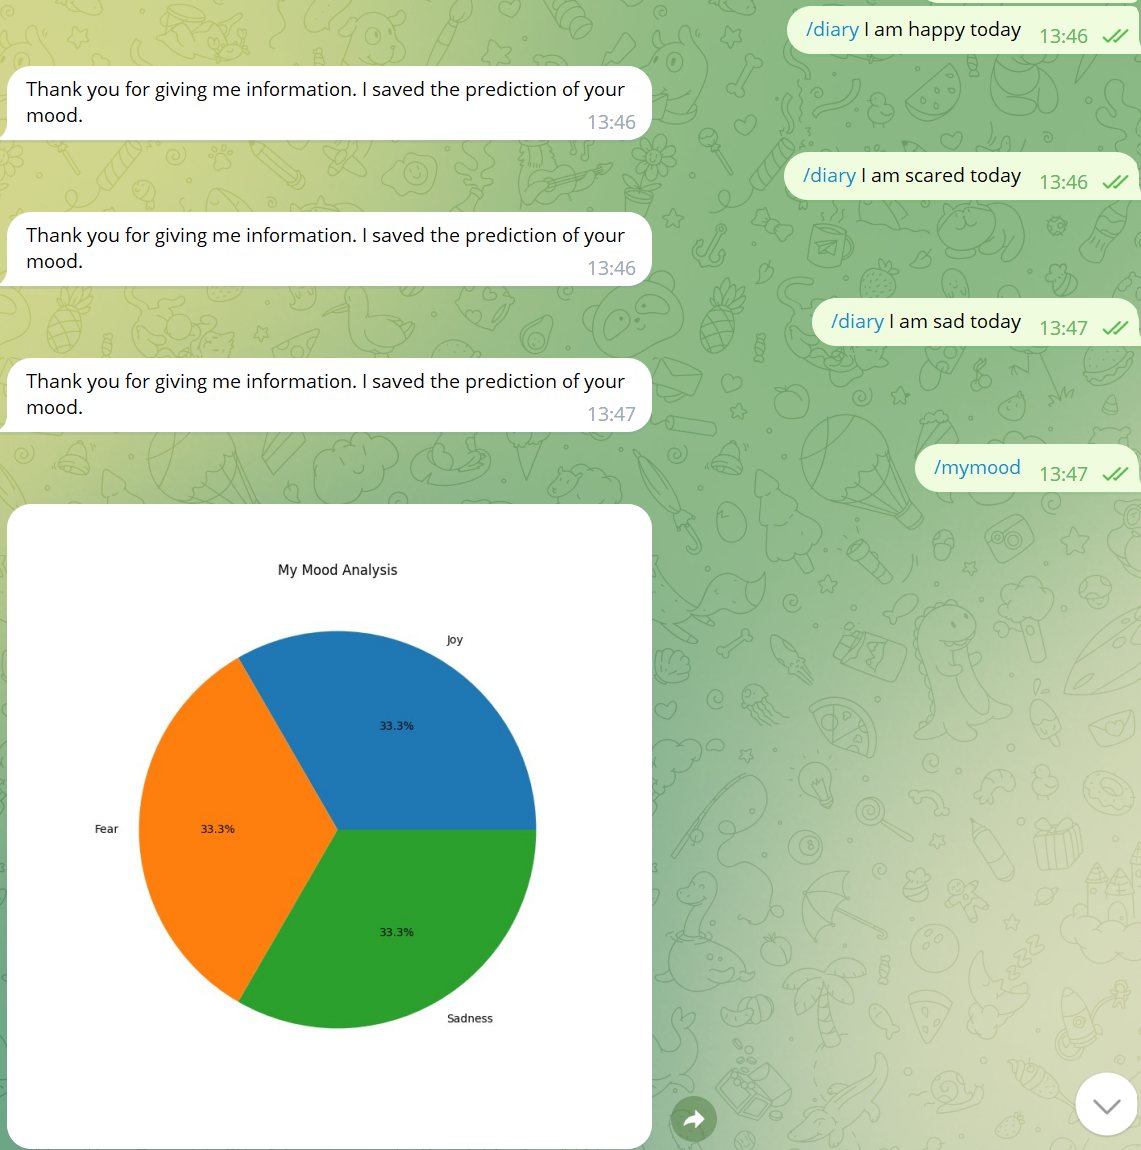 /diary I am happy today 13:46
Thank you for giving me information. I saved the prediction of your
mood.
13:46
/diary I am scared today 13:46
Thank you for giving me information. I saved the prediction of your
mood.
13:46
/diary I am sad today 13:47
Thank you for giving me information. I saved the prediction of your
mood.
13:47
/mymood 13:47
My Mood Analysis
Joy
33.3%
Fear
33.3%
33.3%
Sadness